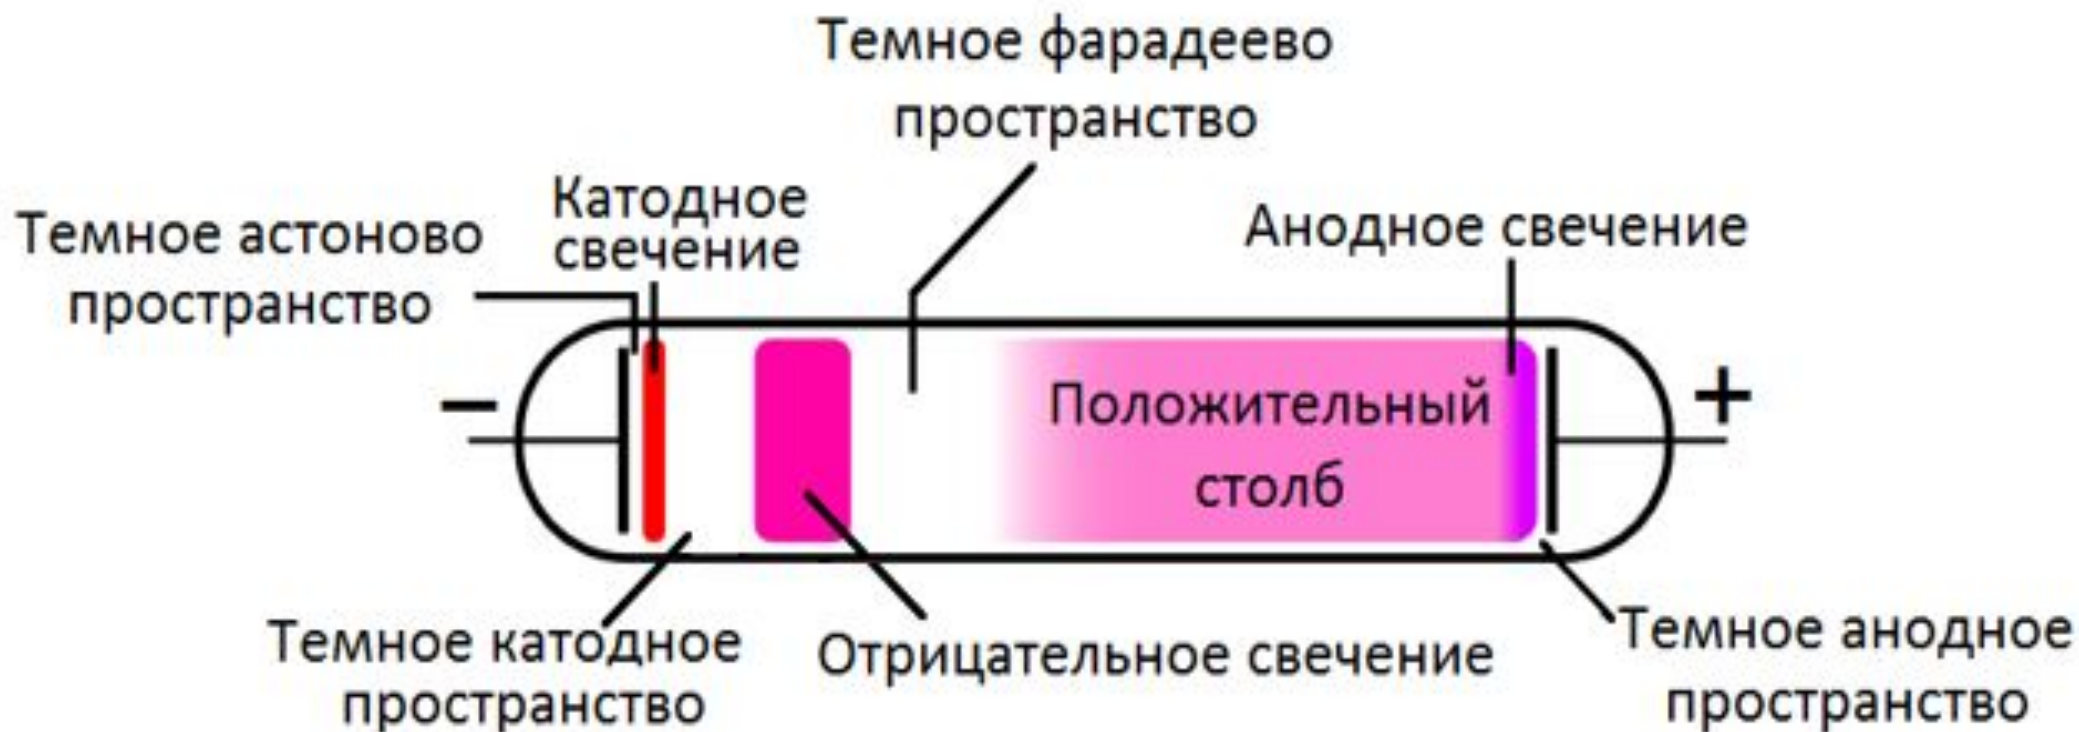 Темное фарадеево
пространство
Катодное
свечение
Темное астоново
пространство
Анодное свечение
–
+
Положительный
столб
Темное катодное
пространство
Отрицательное свечение
Темное анодное
пространство